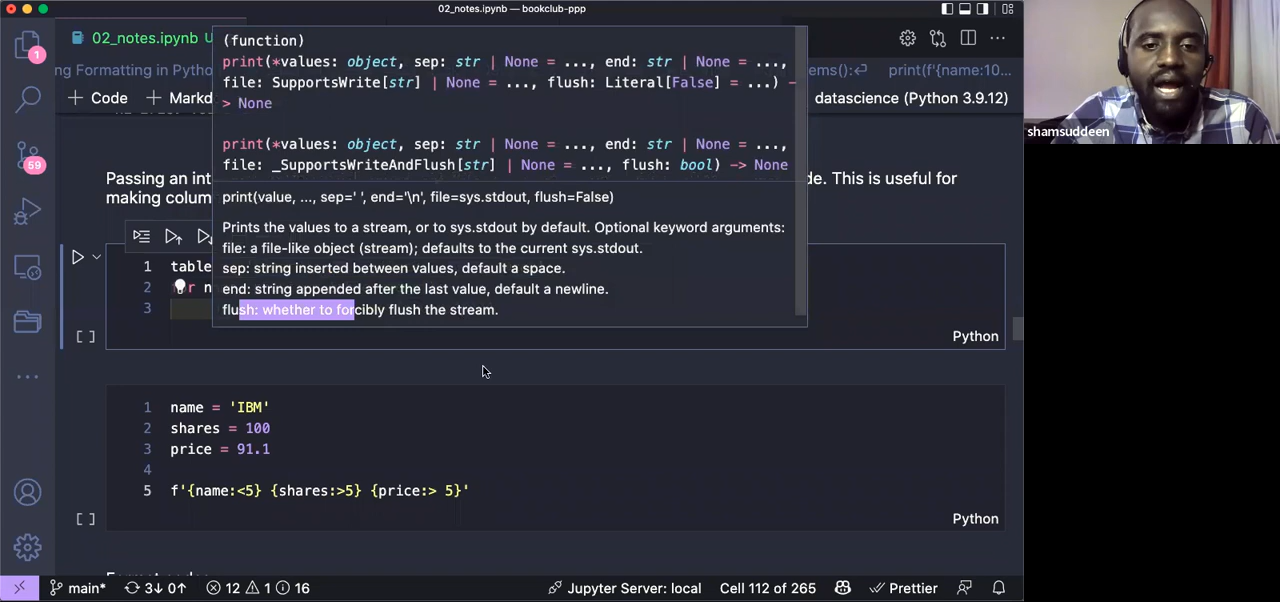 02_notes.ipynb — bookclub-ppp
02_notes.ipynb U
1
ng Formatting in Pytho
ems():
print(f'{name:10...
+ Code
+ Markd
datascience (Python 3.9.12)
(function)
print(*values: object, sep: str | None = ..., end: str | None = ...,
file: SupportsWrite[str] | None = ..., flush: Literal[False] = ...) –
> None
print(*values: object, sep: str | None = ..., end: str | None = ...,
file: _SupportsWriteAndFlush[str] | None = ..., flush: bool) –> None
print(value, ..., sep=' ', end='\n', file=sys.stdout, flush=False)
Prints the values to a stream, or to sys.stdout by default. Optional keyword arguments:
file: a file-like object (stream); defaults to the current sys.stdout.
sep: string inserted between values, default a space.
end: string appended after the last value, default a newline.
flush: whether to forcibly flush the stream.
shamsuddeen
59
Passing an int
de. This is useful for
making colum
1 table
2 r n
3
[ ]
Python
1 name = 'IBM'
2 shares = 100
3 price = 91.1
4
5 f'{name:<5} {shares:>5} {price:> 5}'
[ ]
Python
main*
3↓ 0↑
12
1
16
Jupyter Server: local
Cell 112 of 265
Prettier